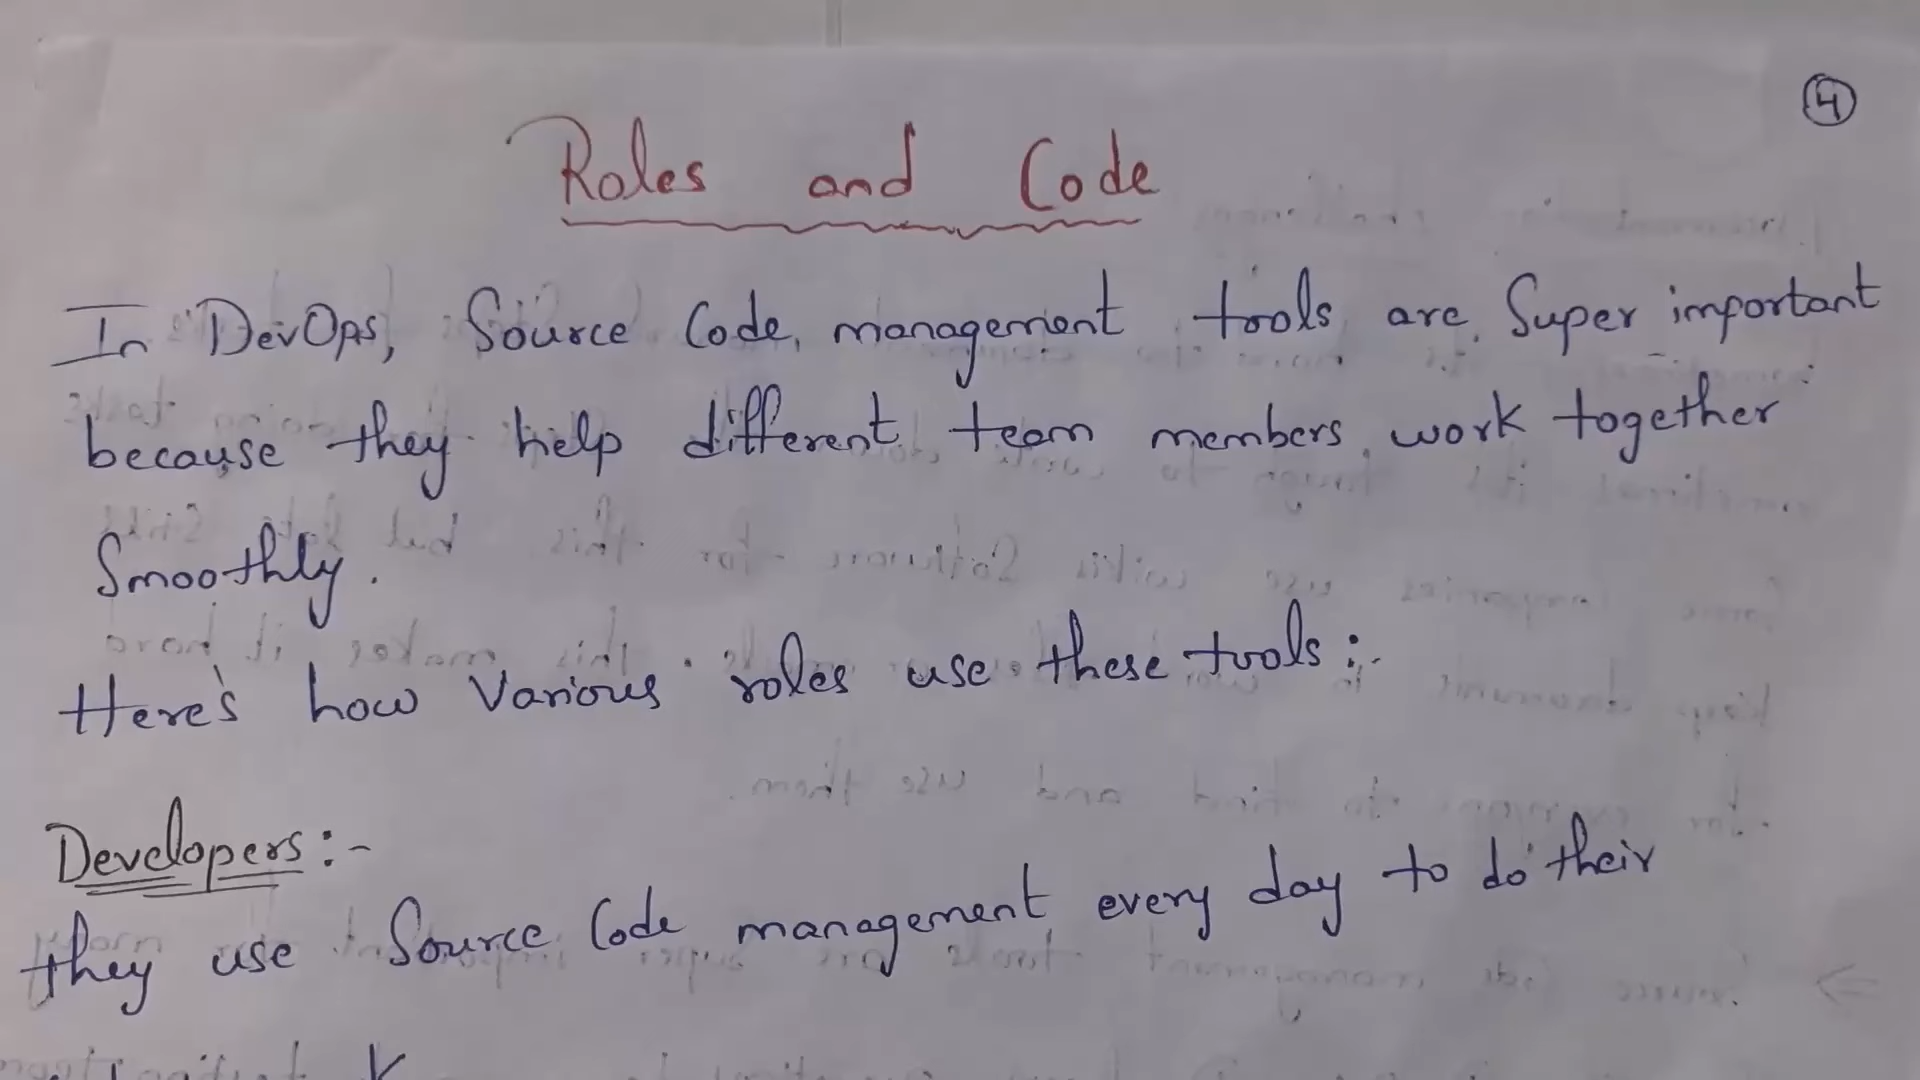 4
Roles and Code
In DevOps, Source Code management tools are Super important
because they help different team members work together
Smoothly.
Here's how Various roles use these tools :-
Developers :-
they use Source Code management every day to do their